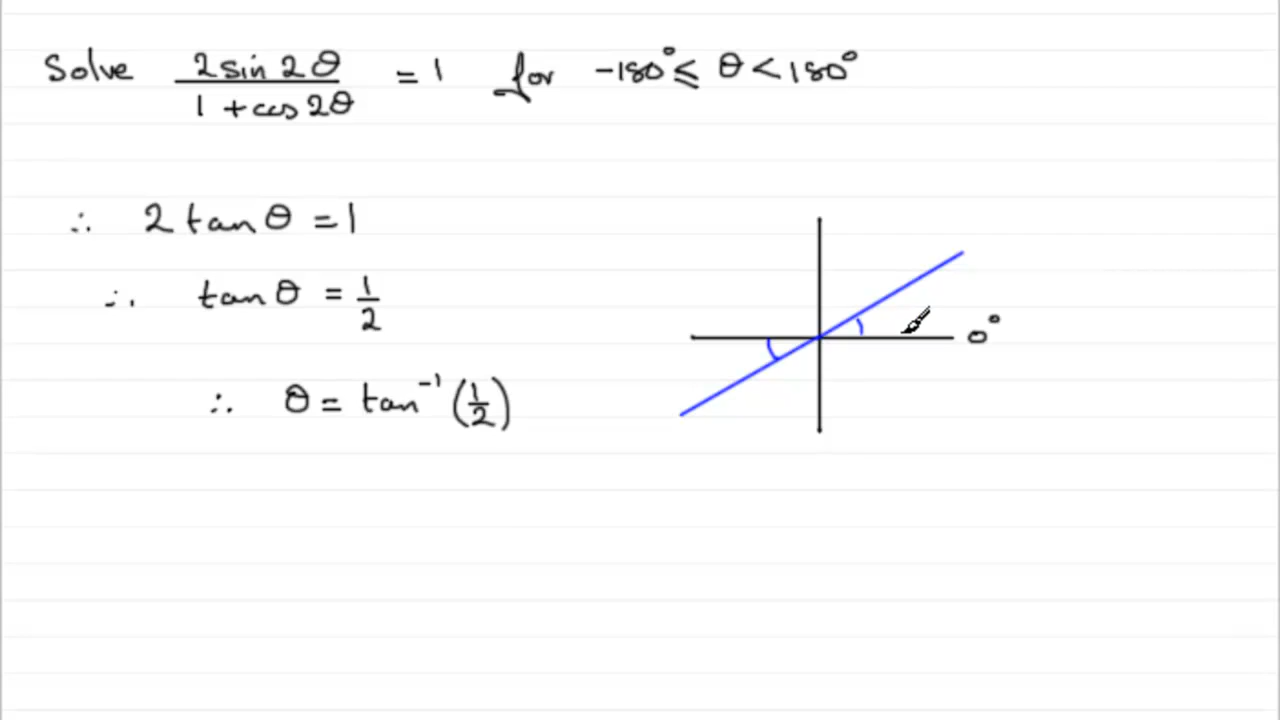 Solve 2sin2θ/(1+cos2θ) = 1 for -180° ≤ θ < 180°
∴ 2tanθ = 1
∴ tanθ = 1/2
0°
∴ θ = tan⁻¹(1/2)